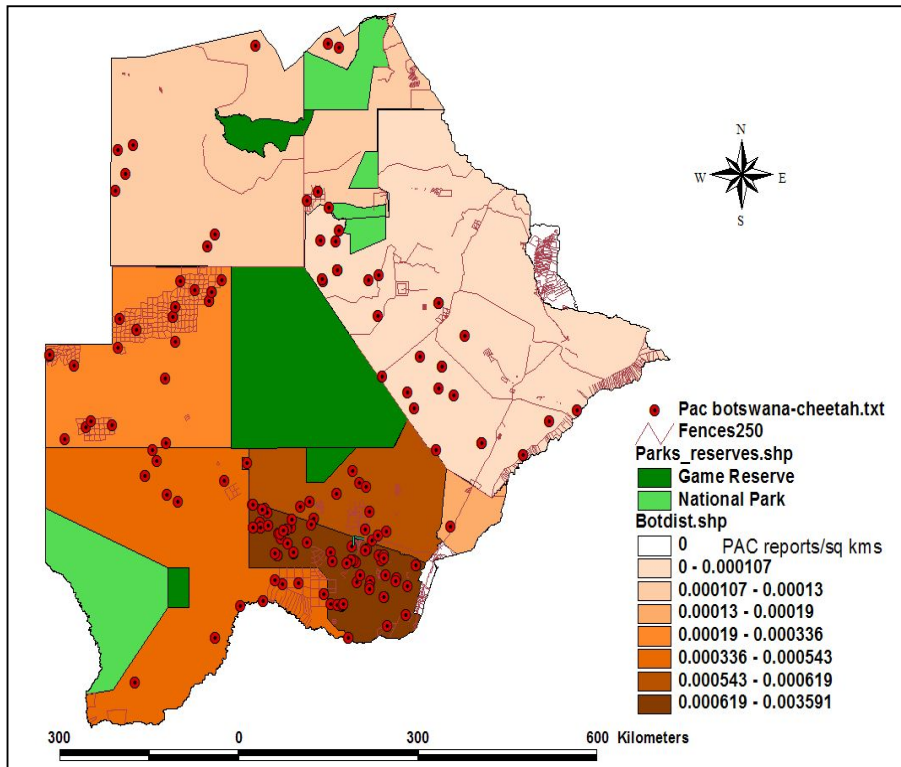 N
W E
S
Pac botswana-cheetah.txt
Fences250
Parks_reserves.shp
Game Reserve
National Park
Botdist.shp
0 PAC reports/sq kms
0 - 0.000107
0.000107 - 0.00013
0.00013 - 0.00019
0.00019 - 0.000336
0.000336 - 0.000543
0.000543 - 0.000619
0.000619 - 0.003591
300 0 300 600 Kilometers